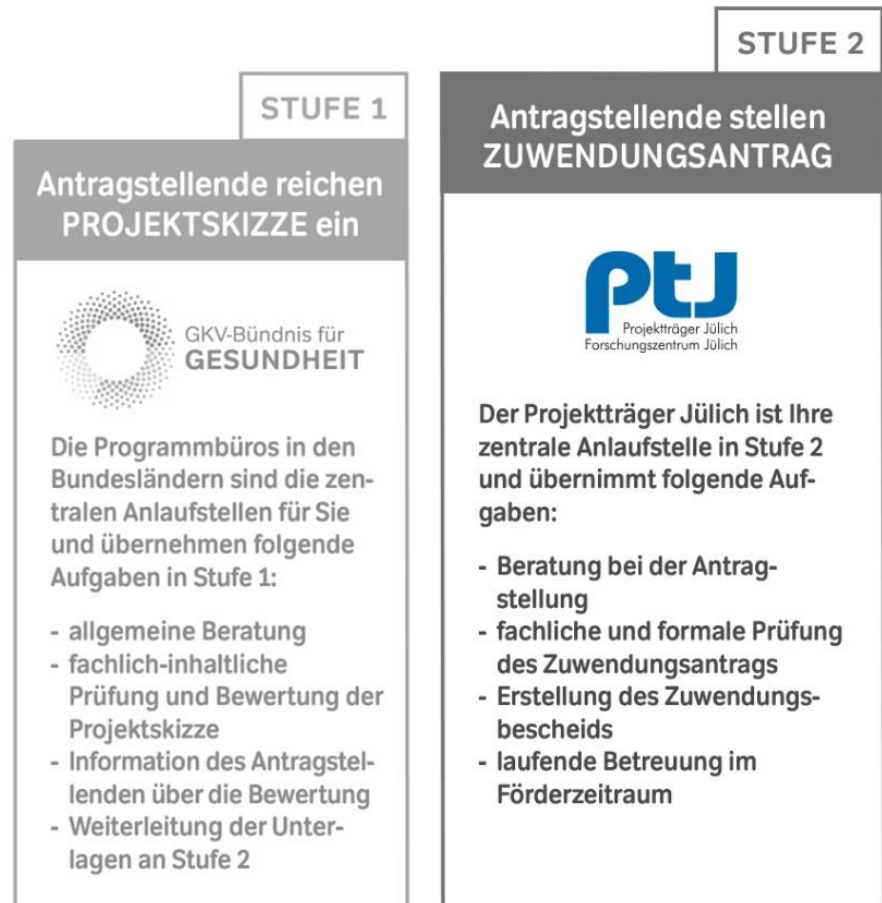 STUFE 1
Antragstellende reichen
PROJEKTSKIZZE ein
GKV-Bündnis für
GESUNDHEIT
Die Programmbüros in den
Bundesländern sind die zen-
tralen Anlaufstellen für Sie
und übernehmen folgende
Aufgaben in Stufe 1:
- allgemeine Beratung
- fachlich-inhaltliche
Prüfung und Bewertung der
Projektskizze
- Information des Antragstel-
lenden über die Bewertung
- Weiterleitung der Unter-
lagen an Stufe 2
STUFE 2
Antragstellende stellen
ZUWENDUNGSANTRAG
ptJ
Projektträger Jülich
Forschungszentrum Jülich
Der Projektträger Jülich ist Ihre
zentrale Anlaufstelle in Stufe 2
und übernimmt folgende Auf-
gaben:
- Beratung bei der Antrag-
stellung
- fachliche und formale Prüfung
des Zuwendungsantrags
- Erstellung des Zuwendungs-
bescheids
- laufende Betreuung im
Förderzeitraum